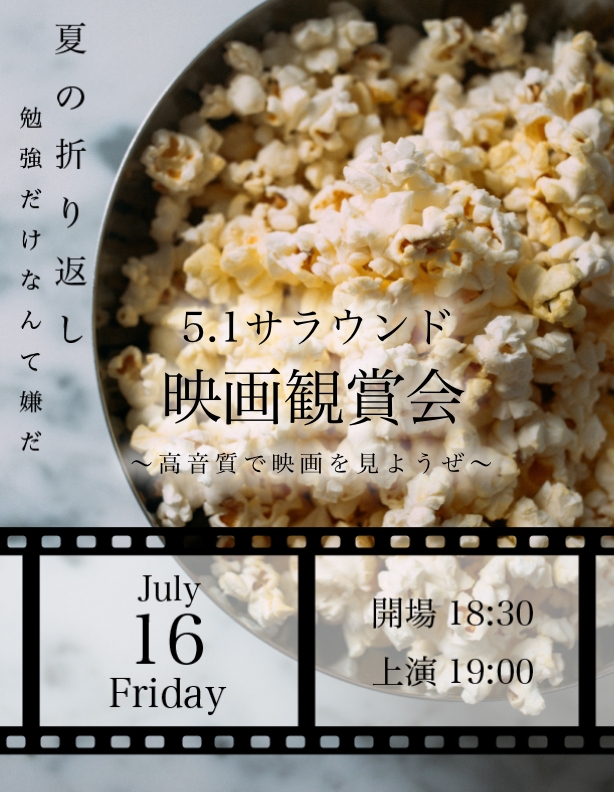 夏の折り返し
勉強だけなんて嫌だ
5.1サラウンド
映画観賞会
～高音質で映画を見ようぜ～
July
16
Friday
開場 18:30
上演 19:00